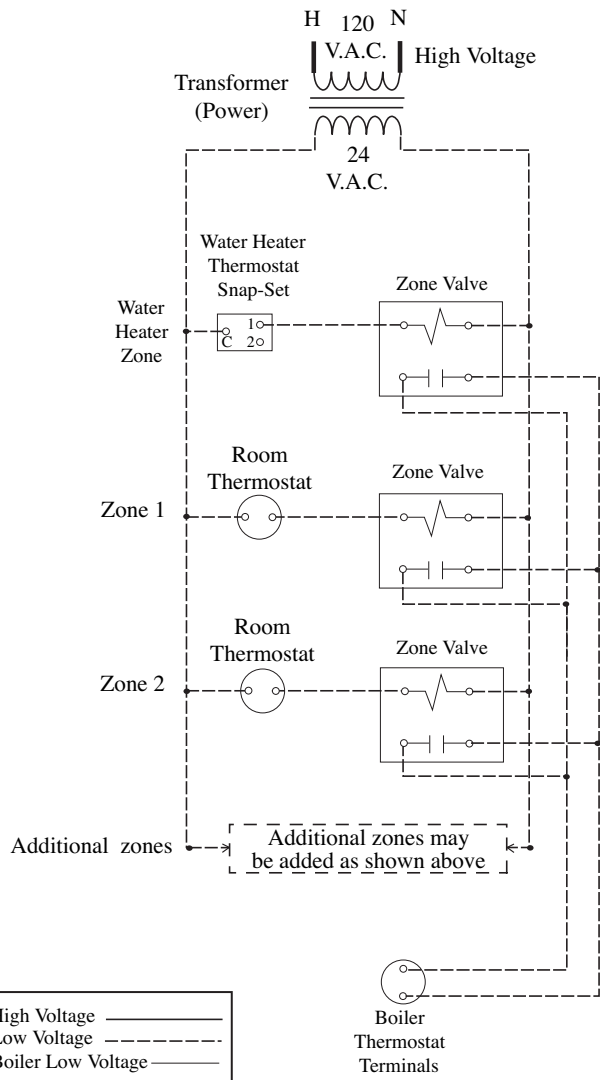 H 120 N
V.A.C. High Voltage
Transformer
(Power)
24
V.A.C.
Water Heater
Thermostat
Snap-Set
Zone Valve
Water
Heater
Zone
1
C 2
Room
Thermostat
Zone Valve
Zone 1
Room
Thermostat
Zone Valve
Zone 2
Additional zones
Additional zones may
be added as shown above
Boiler
Thermostat
Terminals
High Voltage
Low Voltage
Boiler Low Voltage